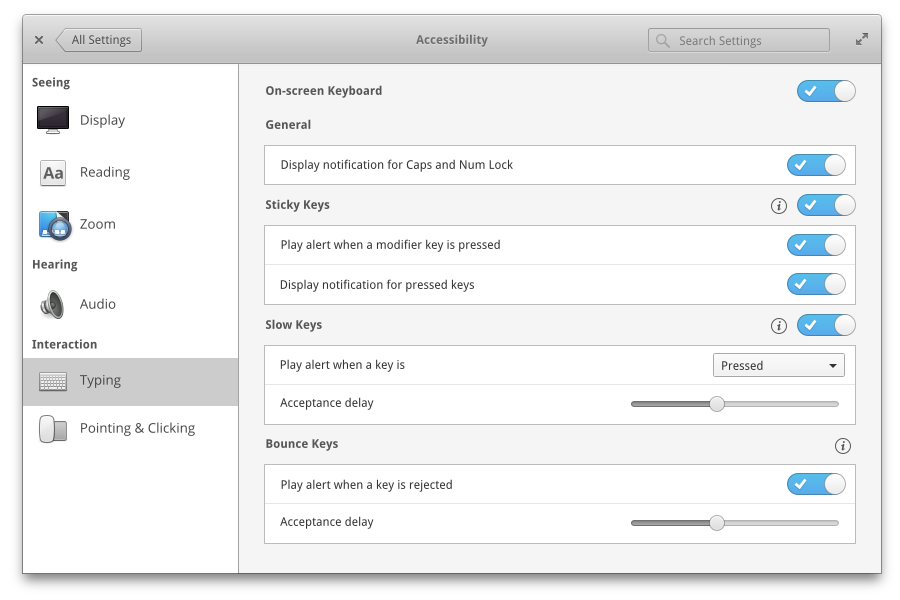 All Settings
Accessibility
Search Settings
Seeing
Display
Aa
Reading
Zoom
Hearing
Audio
Interaction
Typing
Pointing & Clicking
On-screen Keyboard
General
Display notification for Caps and Num Lock
Sticky Keys
Play alert when a modifier key is pressed
Display notification for pressed keys
Slow Keys
Play alert when a key is
Pressed
Acceptance delay
Bounce Keys
Play alert when a key is rejected
Acceptance delay